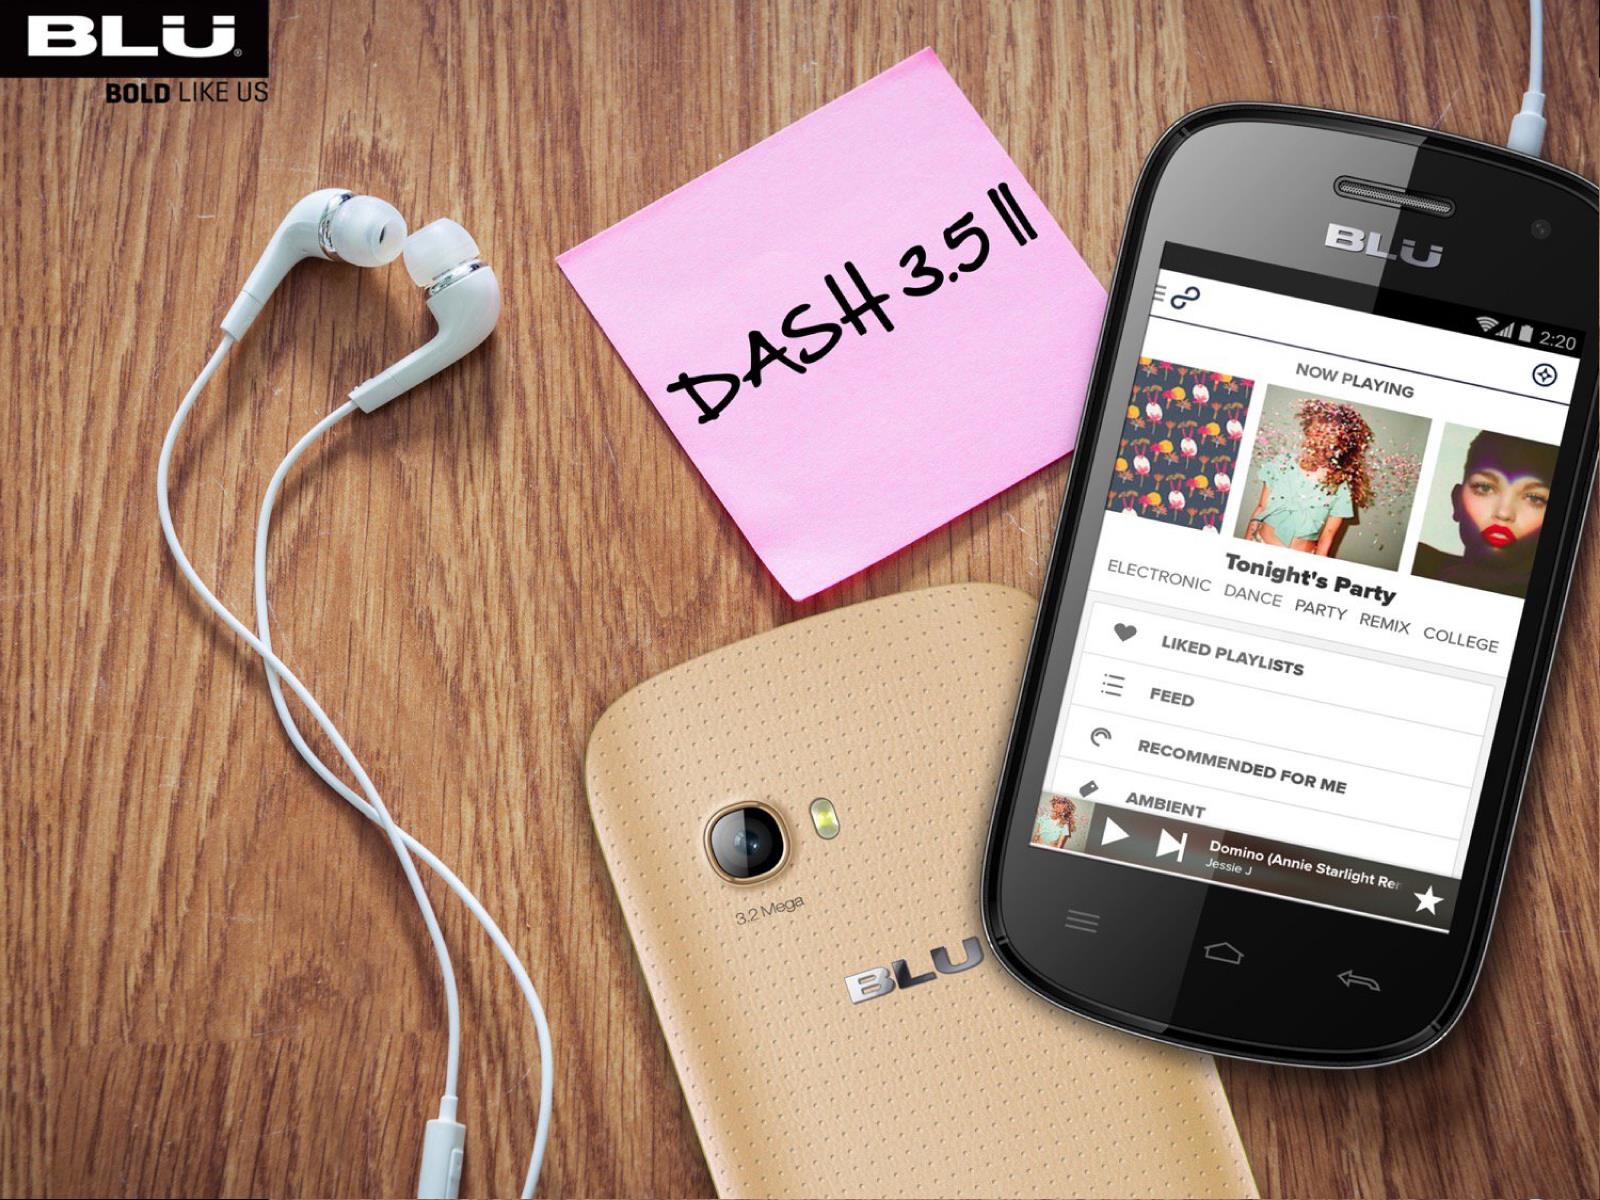 BLU
BOLD LIKE US
DASH 3.5 II
BLU
2:20
NOW PLAYING
Tonight's Party
ELECTRONIC DANCE PARTY REMIX COLLEGE
LIKED PLAYLISTS
FEED
RECOMMENDED FOR ME
AMBIENT
Domino (Annie Starlight Re
Jessie J
3.2 Mega
BLU